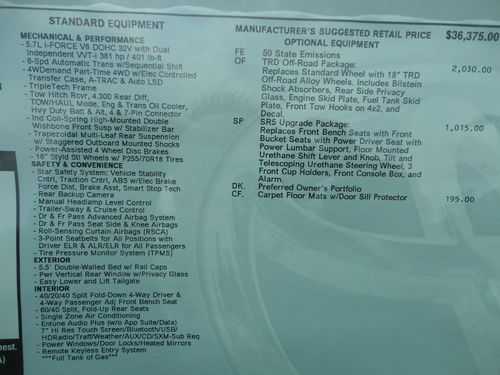 STANDARD EQUIPMENT
MECHANICAL & PERFORMANCE
- 5.7L I-FORCE V8 DOHC 32V with Dual
Independent VVT-i 381 hp / 401 lb-ft
- 6-Spd Automatic Trans w/Sequential Shift
- 4WDemand Part-Time 4WD w/Elec Controlled
Transfer Case, A-TRAC & Auto LSD
- TripleTech Frame
- Tow Hitch Rcvr, 4.300 Rear Diff,
TOW/HAUL Mode, Eng & Trans Oil Cooler,
Hvy Duty Batt & Alt, 4 & 7-Pin Connector
- Ind Coil-Spring High-Mounted Double
Wishbone Front Susp w/ Stabilizer Bar
- Trapezoidal Multi-Leaf Rear Suspension
w/ Staggered Outboard Mounted Shocks
- Power-Assisted 4 Wheel Disc Brakes
- 18" Styld Stl Wheels w/ P255/70R18 Tires
SAFETY & CONVENIENCE
- Star Safety System: Vehicle Stability
Cntrl, Traction Cntrl, ABS w/Elec Brake
Force Dist, Brake Asst, Smart Stop Tech
- Rear Backup Camera
- Manual Headlamp Level Control
- Trailer-Sway & Cruise Control
- Dr & Fr Pass Advanced Airbag System
- Dr & Fr Pass Seat Side & Knee Airbags
- Roll-Sensing Curtain Airbags (RSCA)
- 3-Point Seatbelts for All Positions with
Driver ELR & ALR/ELR for All Passengers
- Tire Pressure Monitor System (TPMS)
EXTERIOR
- 5.5' Double-Walled Bed w/ Rail Caps
- Pwr Vertical Rear Window w/Privacy Glass
- Easy Lower and Lift Tailgate
INTERIOR
- 40/20/40 Split Fold-Down 4-Way Driver &
4-Way Passenger Adj Front Bench Seat
- 60/40 Split, Fold-Up Rear Seats
- Single Zone Air Conditioning
- Entune Audio Plus (w/o App Suite/Data)
7" Hi Res Touch Screen/Bluetooth/USB/
HDRadio/Traff/Weather/AUX/CD/SXM-Sub Req
- Power Windows/Door Locks/Heated Mirrors
- Remote Keyless Entry System
***Full Tank of Gas***
MANUFACTURER'S SUGGESTED RETAIL PRICE $36,375.00
OPTIONAL EQUIPMENT
FE 50 State Emissions
OF TRD Off-Road Package: 2,030.00
Replaces Standard Wheel with 18" TRD
Off-Road Alloy Wheels. Includes Bilstein
Shock Absorbers, Rear Side Privacy
Glass, Engine Skid Plate, Fuel Tank Skid
Plate, Front Tow Hooks on 4x2, and
Decal.
SP SR5 Upgrade Package: 1,015.00
Replaces Front Bench Seats with Front
Bucket Seats with Power Driver Seat with
Power Lumbar Support, Floor Mounted
Urethane Shift Lever and Knob, Tilt and
Telescoping Urethane Steering Wheel, 3
Front Cup Holders, Front Console Box, and
Alarm.
DK. Preferred Owner's Portfolio
CF. Carpet Floor Mats w/Door Sill Protector 195.00
nest.
A)